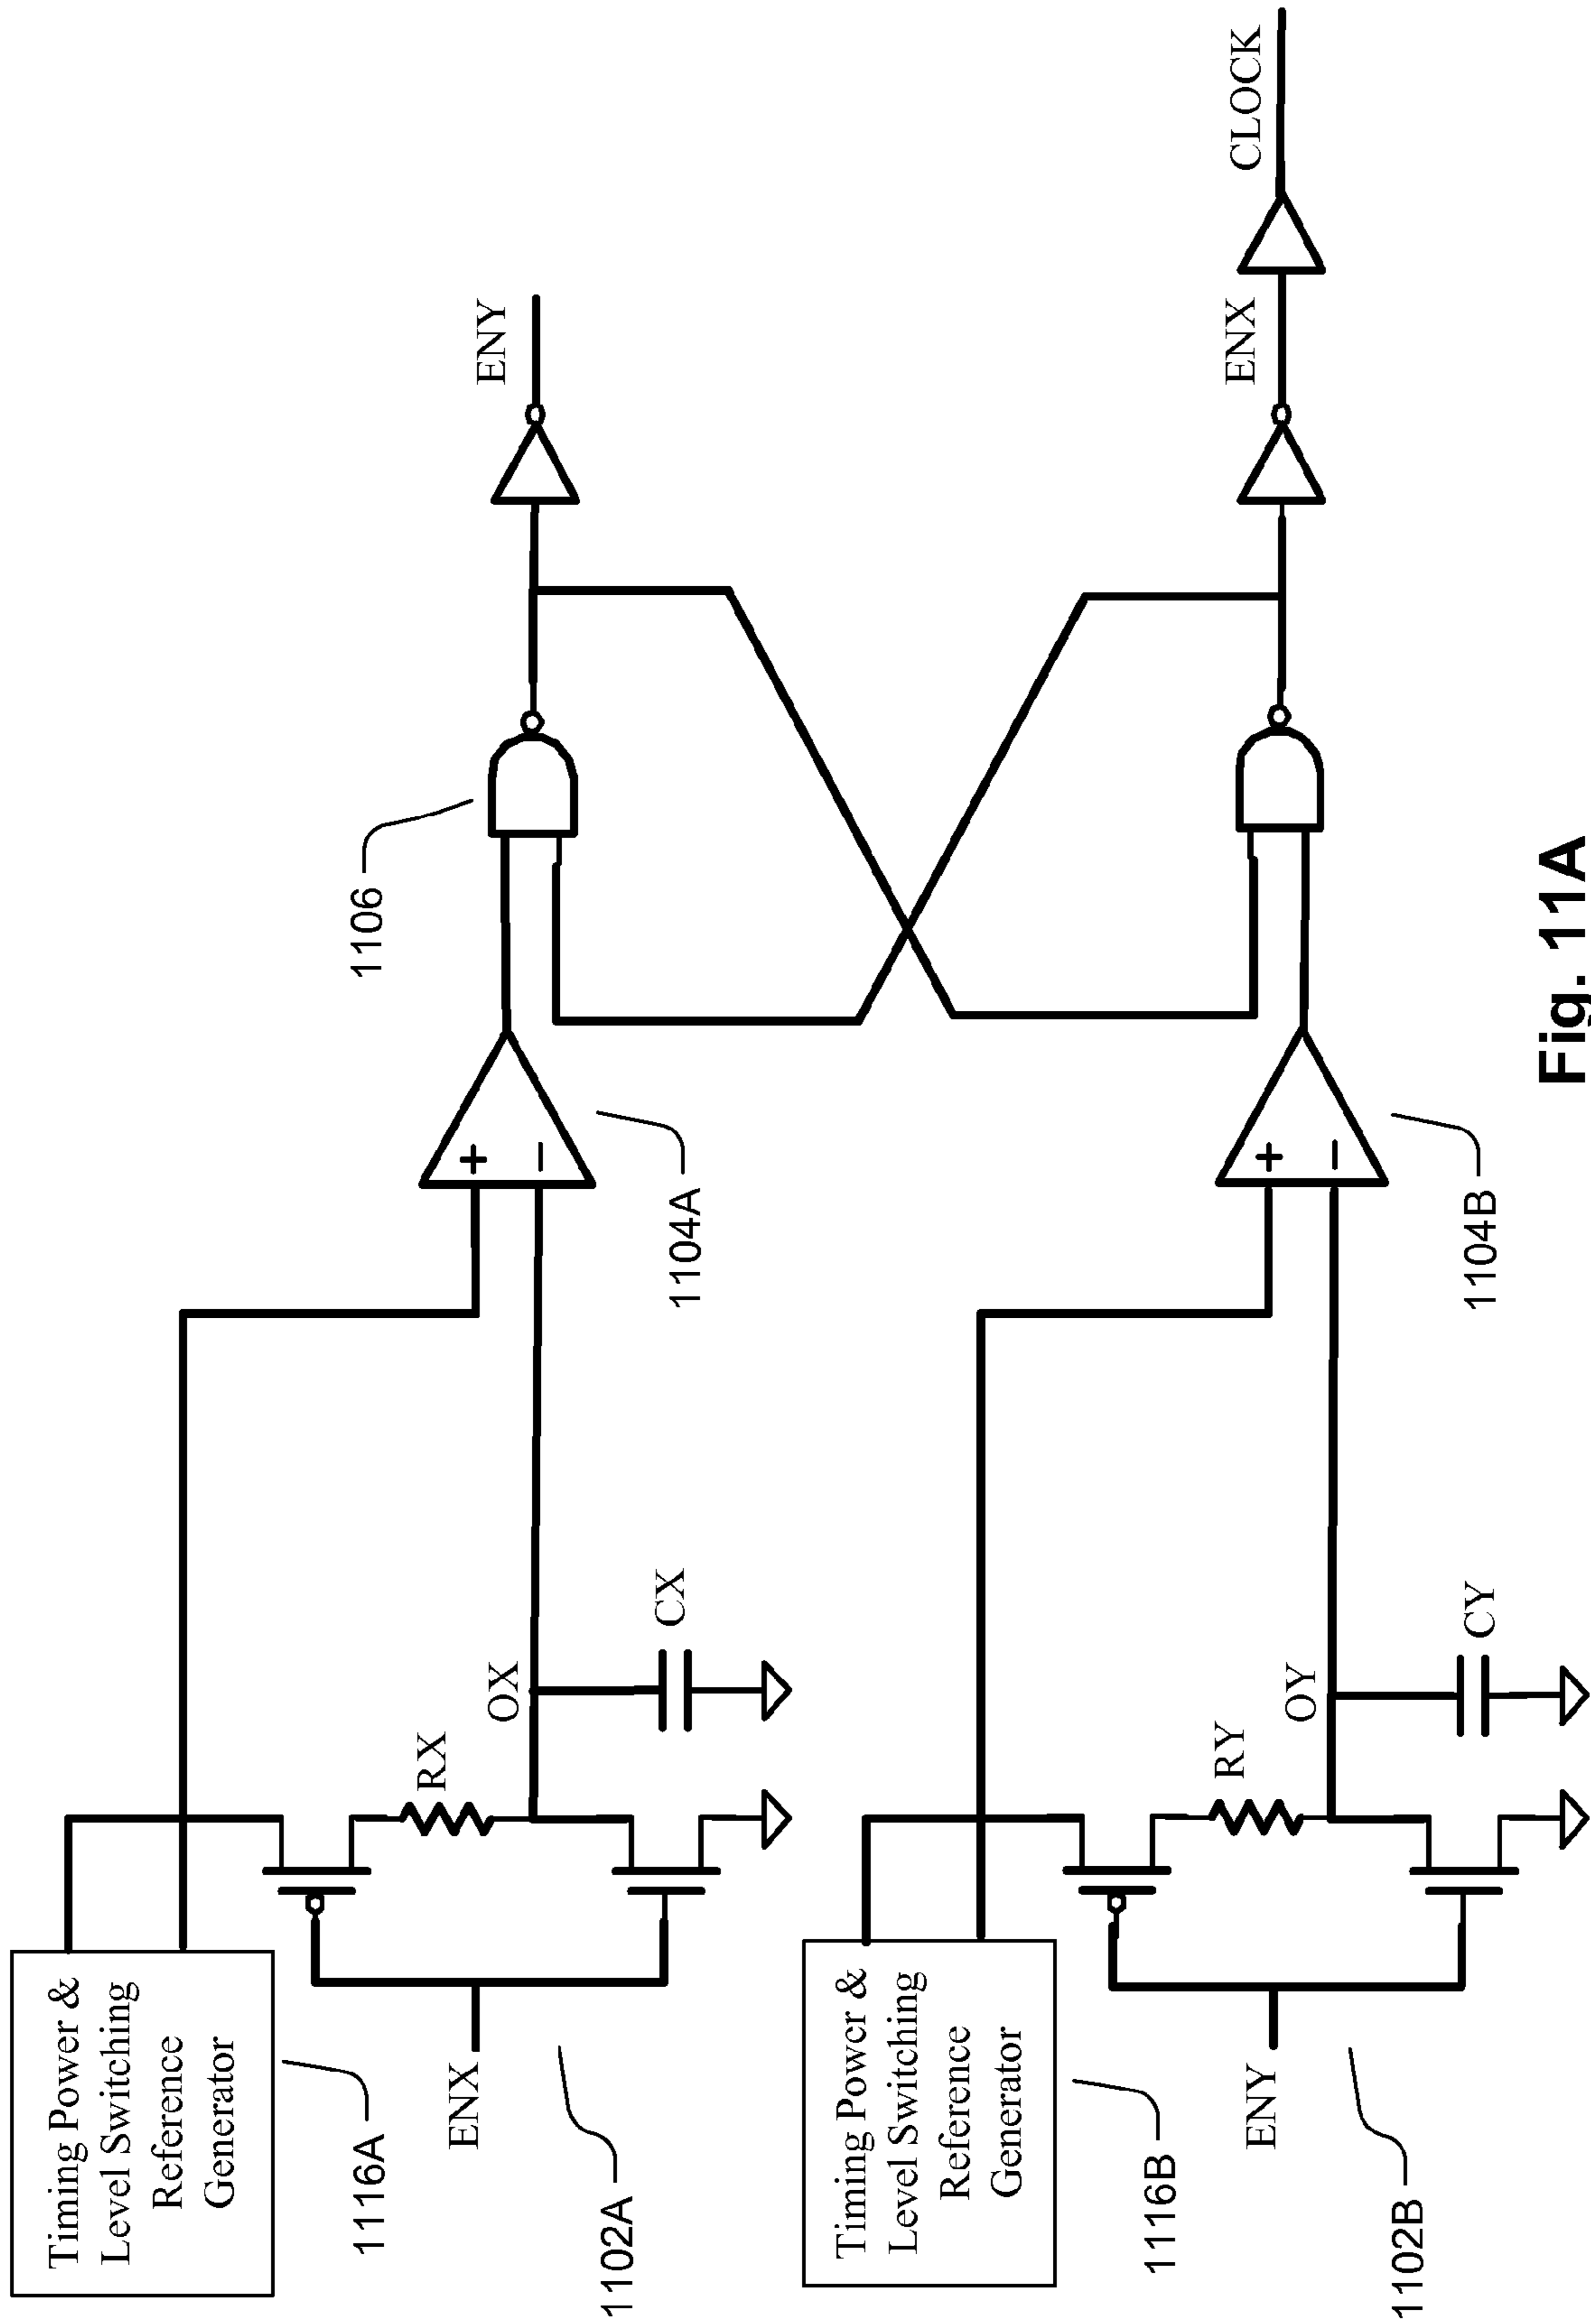 Timing Power &
Level Switching
Reference
Generator
1116A
ENX
1102A
RX
OX
CX
+
−
1104A
1106
ENY
Timing Power &
Level Switching
Reference
Generator
1116B
ENY
1102B
RY
OY
CY
+
−
1104B
ENX
CLOCK
Fig. 11A